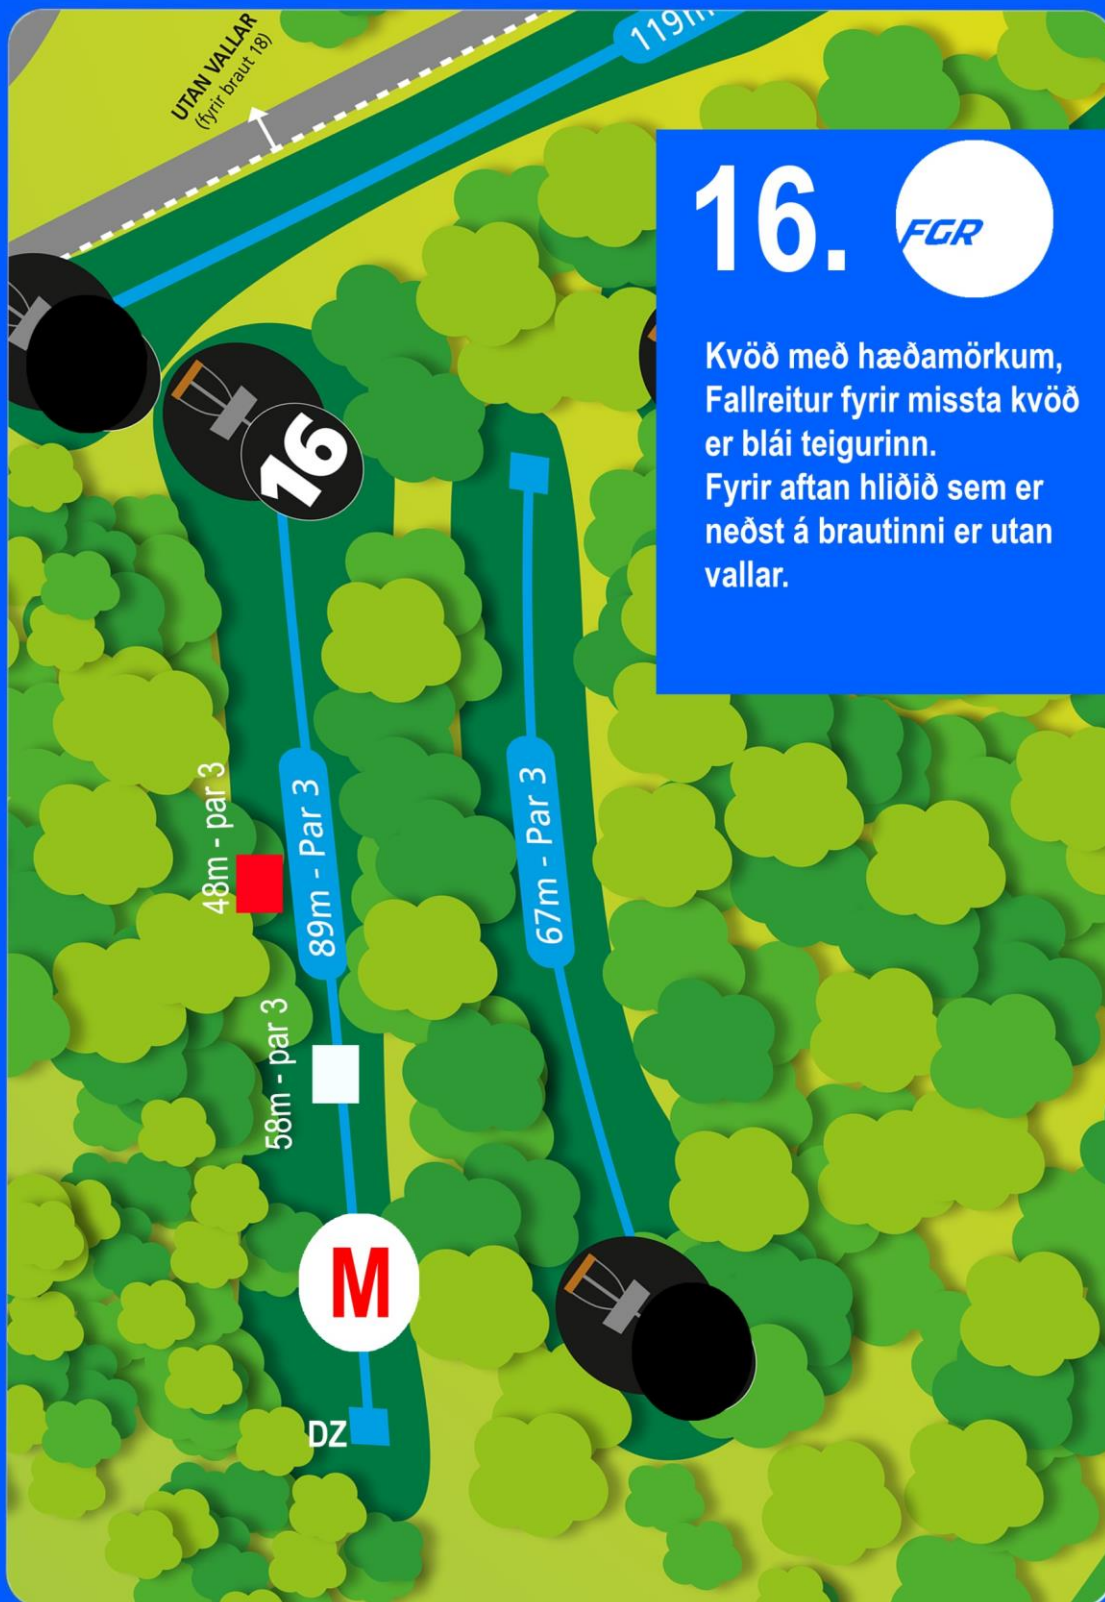 119m
UTAN VALLAR
(fyrir braut 18)
16.
FGR
Kvöð með hæðamörkum,
Fallreitur fyrir missta kvöð
er blái teigurinn.
Fyrir aftan hliðið sem er
neðst á brautinni er utan
vallar.
16
48m - par 3
89m - Par 3
67m - Par 3
58m - par 3
M
DZ